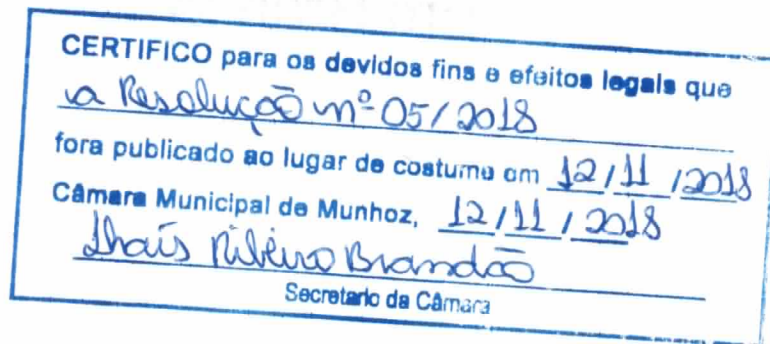 CERTIFICO para os devidos fins e efeitos legais que
a Resolução nº 05/2018
fora publicado ao lugar de costume em 12/11/2018
Câmara Municipal de Munhoz, 12/11/2018
Thaís Ribeiro Brandão
Secretario da Câmara